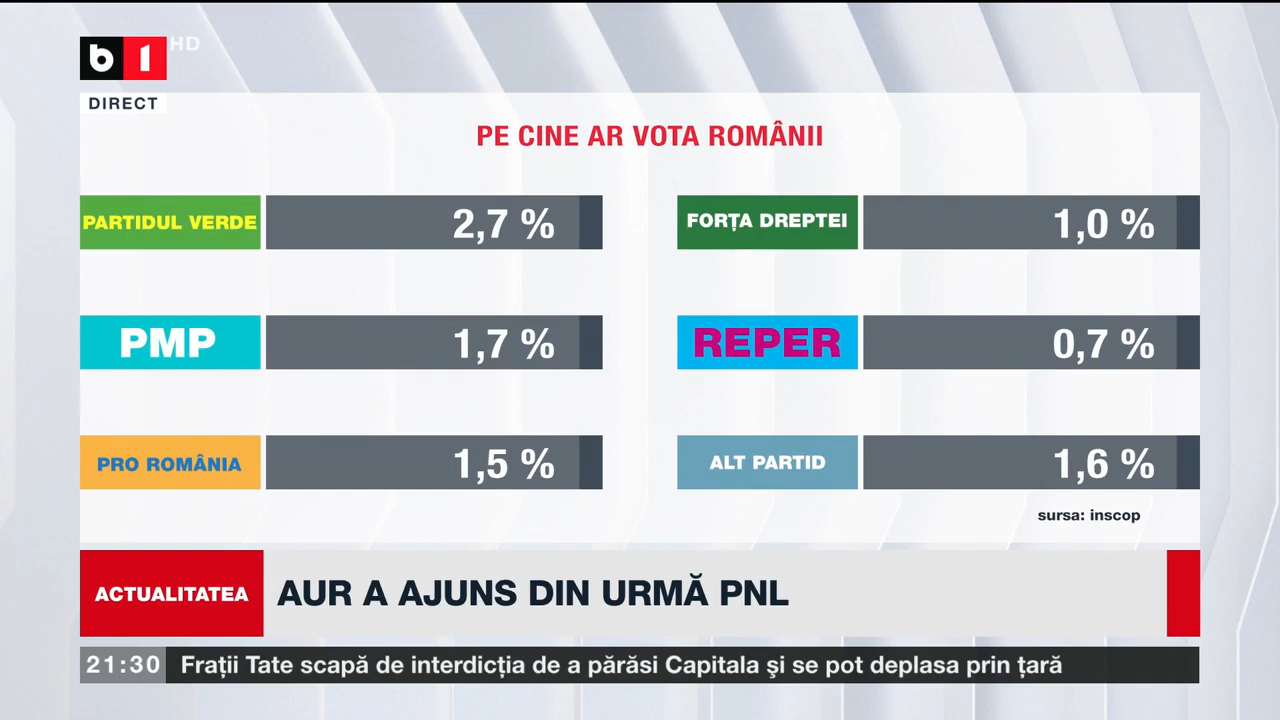 b1 HD
DIRECT
PE CINE AR VOTA ROMÂNII
PARTIDUL VERDE 2,7 %
FORȚA DREPTEI 1,0 %
PMP 1,7 %
REPER 0,7 %
PRO ROMÂNIA 1,5 %
ALT PARTID 1,6 %
sursa: inscop
ACTUALITATEA AUR A AJUNS DIN URMĂ PNL
21:30 Frații Tate scapă de interdicția de a părăsi Capitala şi se pot deplasa prin țară